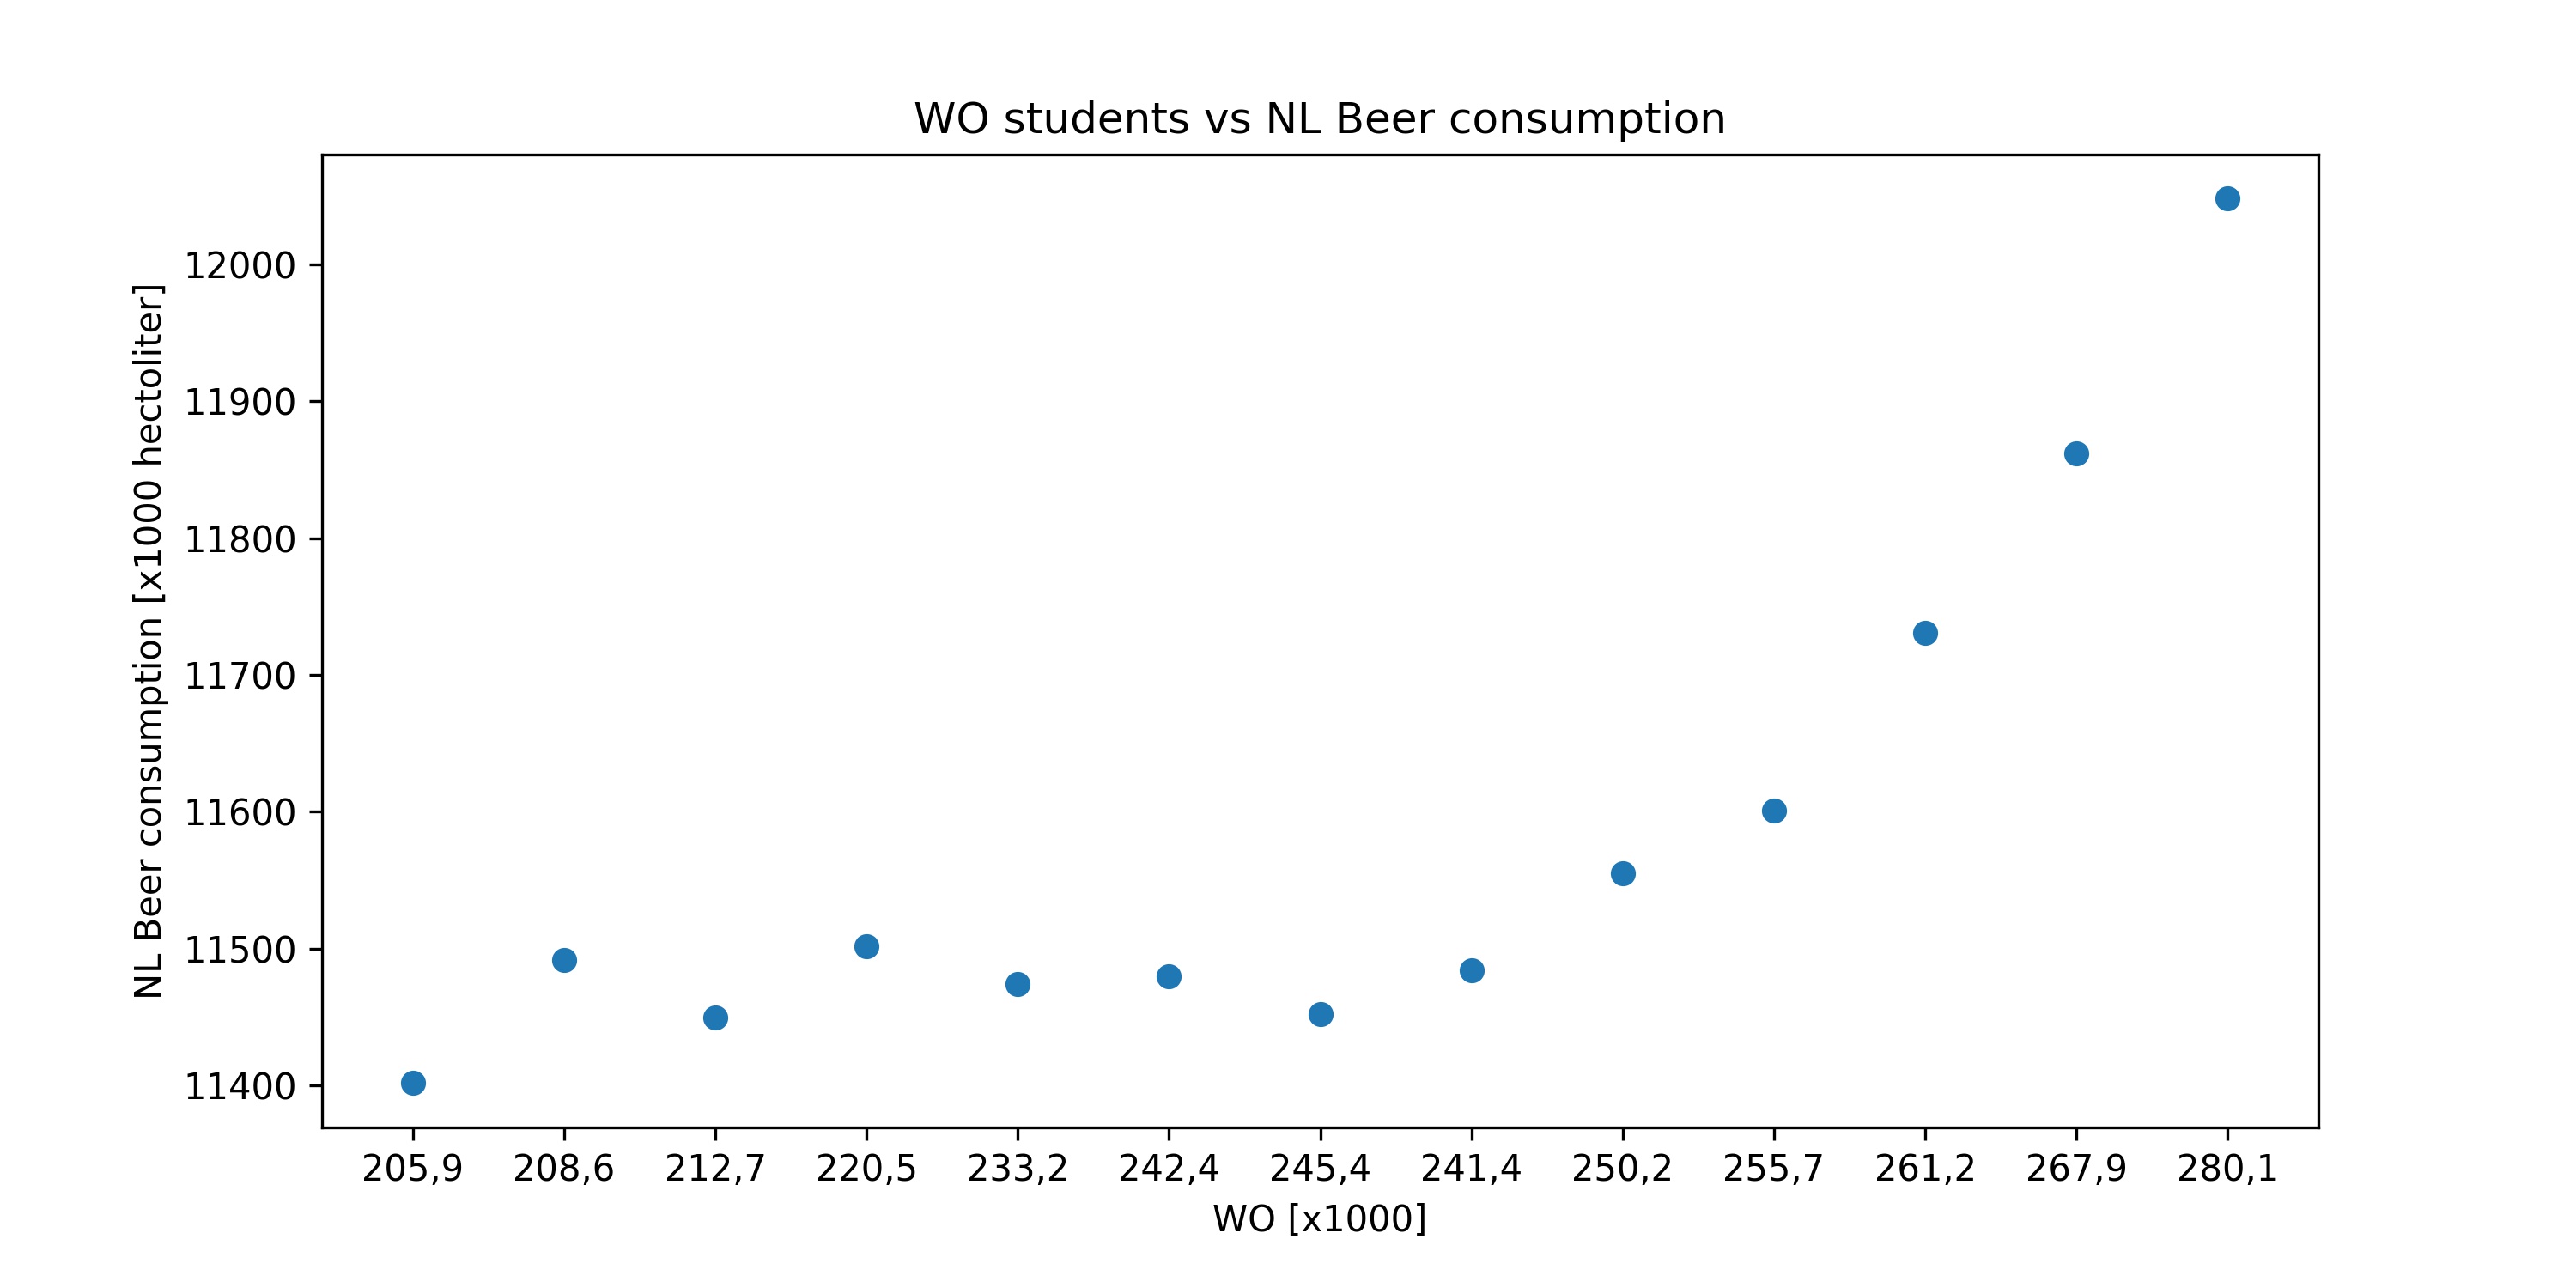 WO students vs NL Beer consumption
NL Beer consumption [x1000 hectoliter]
12000
11900
11800
11700
11600
11500
11400
205,9 208,6 212,7 220,5 233,2 242,4 245,4 241,4 250,2 255,7 261,2 267,9 280,1
WO [x1000]